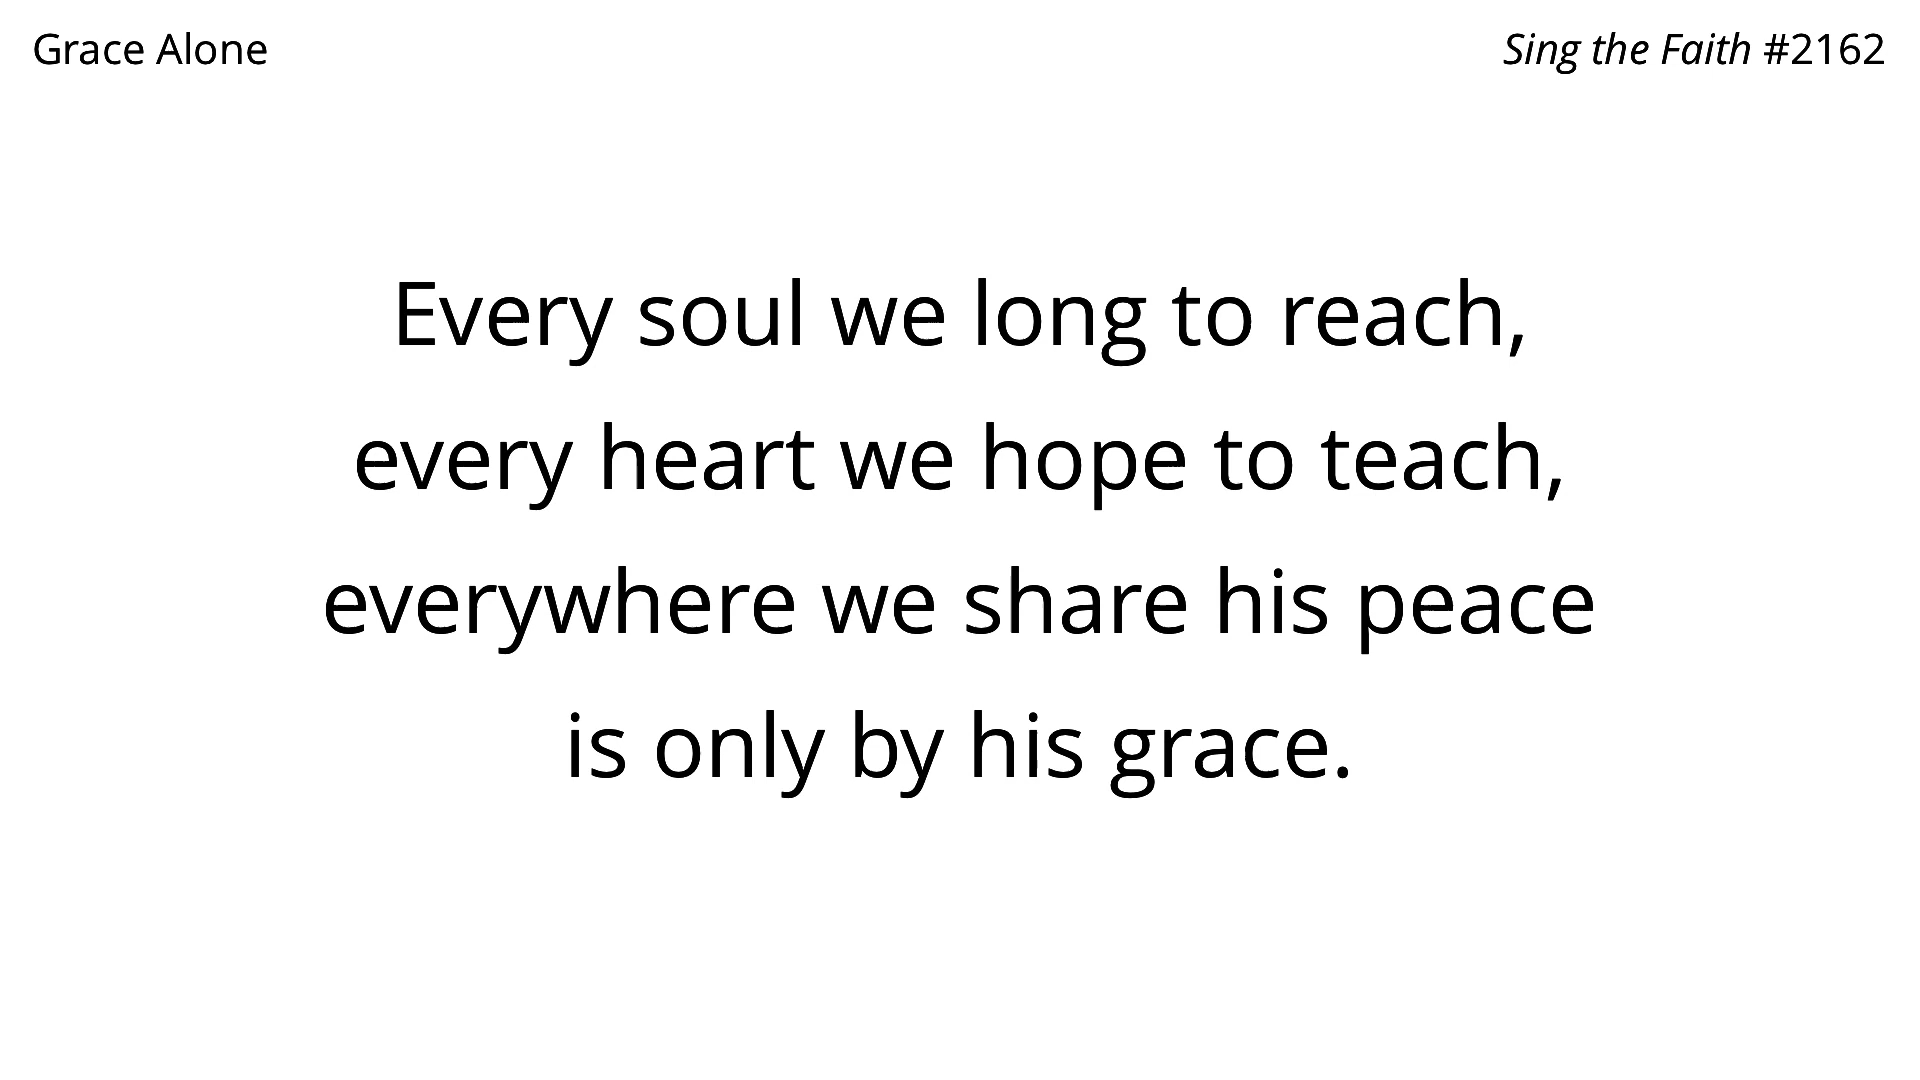 Grace Alone
Sing the Faith #2162
Every soul we long to reach,
every heart we hope to teach,
everywhere we share his peace
is only by his grace.